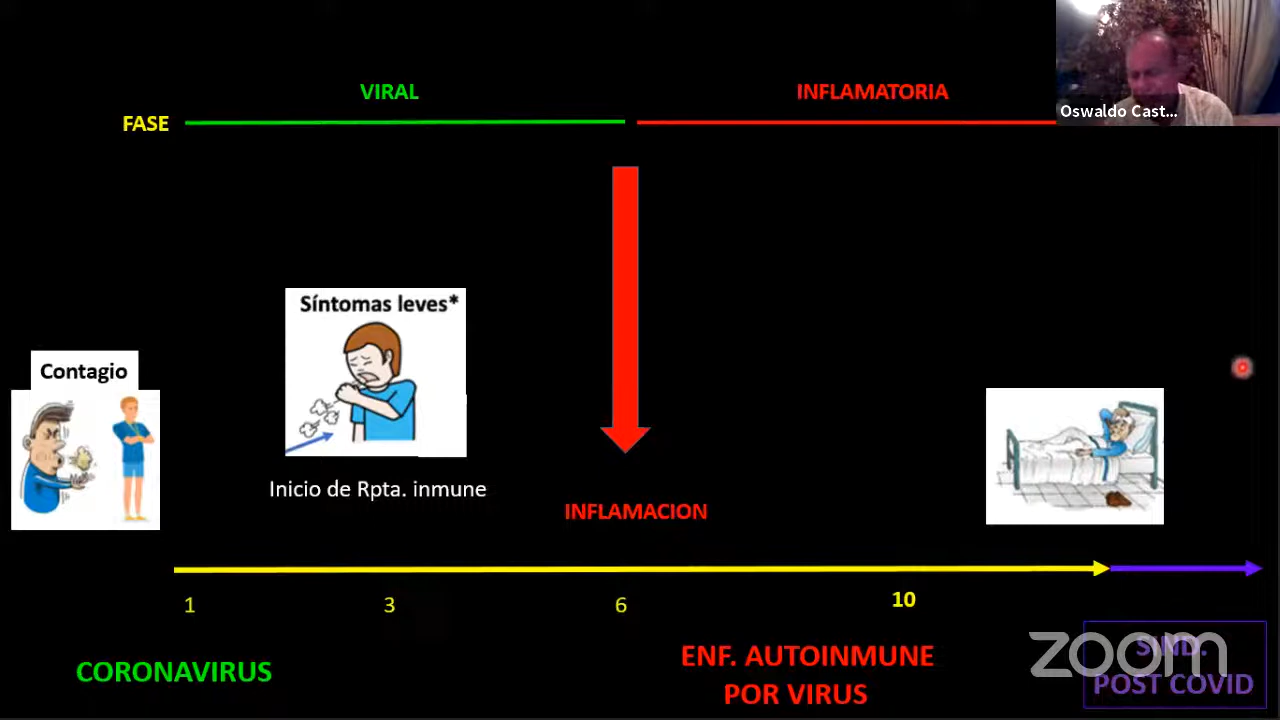 VIRAL
INFLAMATORIA
FASE
Oswaldo Cast...
Síntomas leves*
Contagio
Inicio de Rpta. inmune
INFLAMACION
1
3
6
10
CORONAVIRUS
ENF. AUTOINMUNE
POR VIRUS
SIND.
POST COVID
zoom